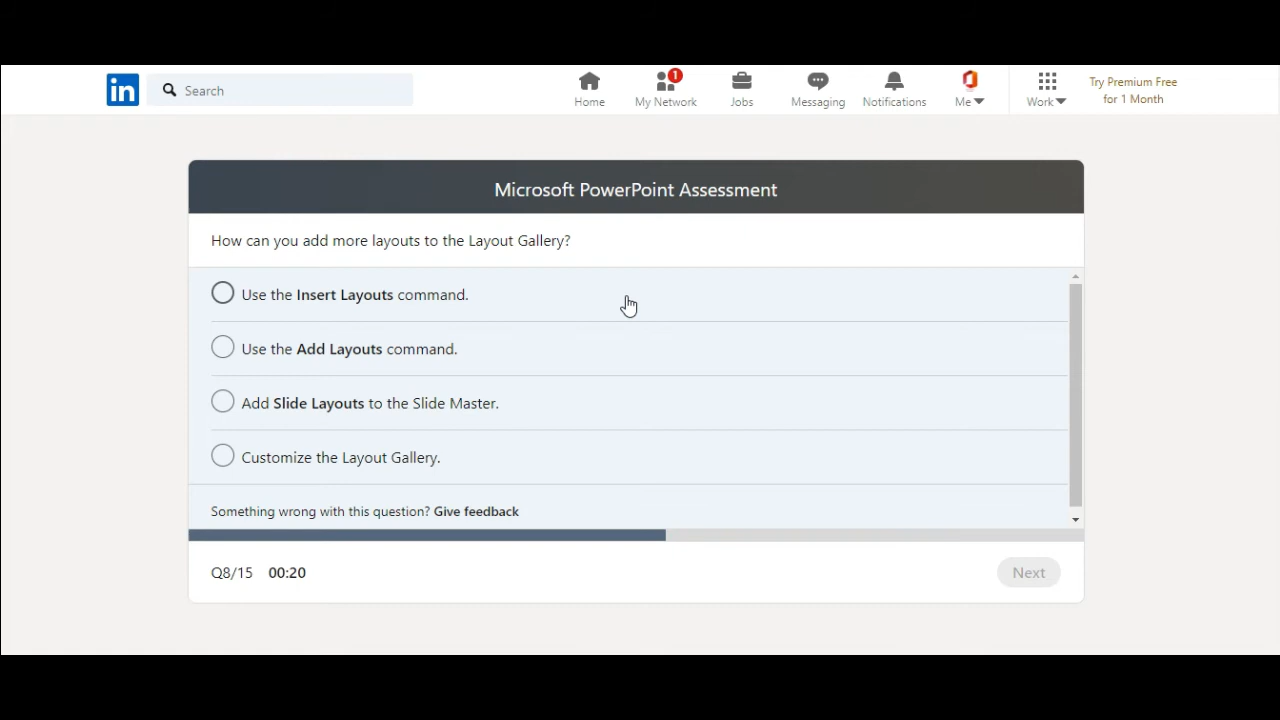 in
Search
1
Home
My Network
Jobs
Messaging
Notifications
Me
Work
Try Premium Free
for 1 Month
Microsoft PowerPoint Assessment
How can you add more layouts to the Layout Gallery?
Use the Insert Layouts command.
Use the Add Layouts command.
Add Slide Layouts to the Slide Master.
Customize the Layout Gallery.
Something wrong with this question? Give feedback
Q8/15 00:20
Next